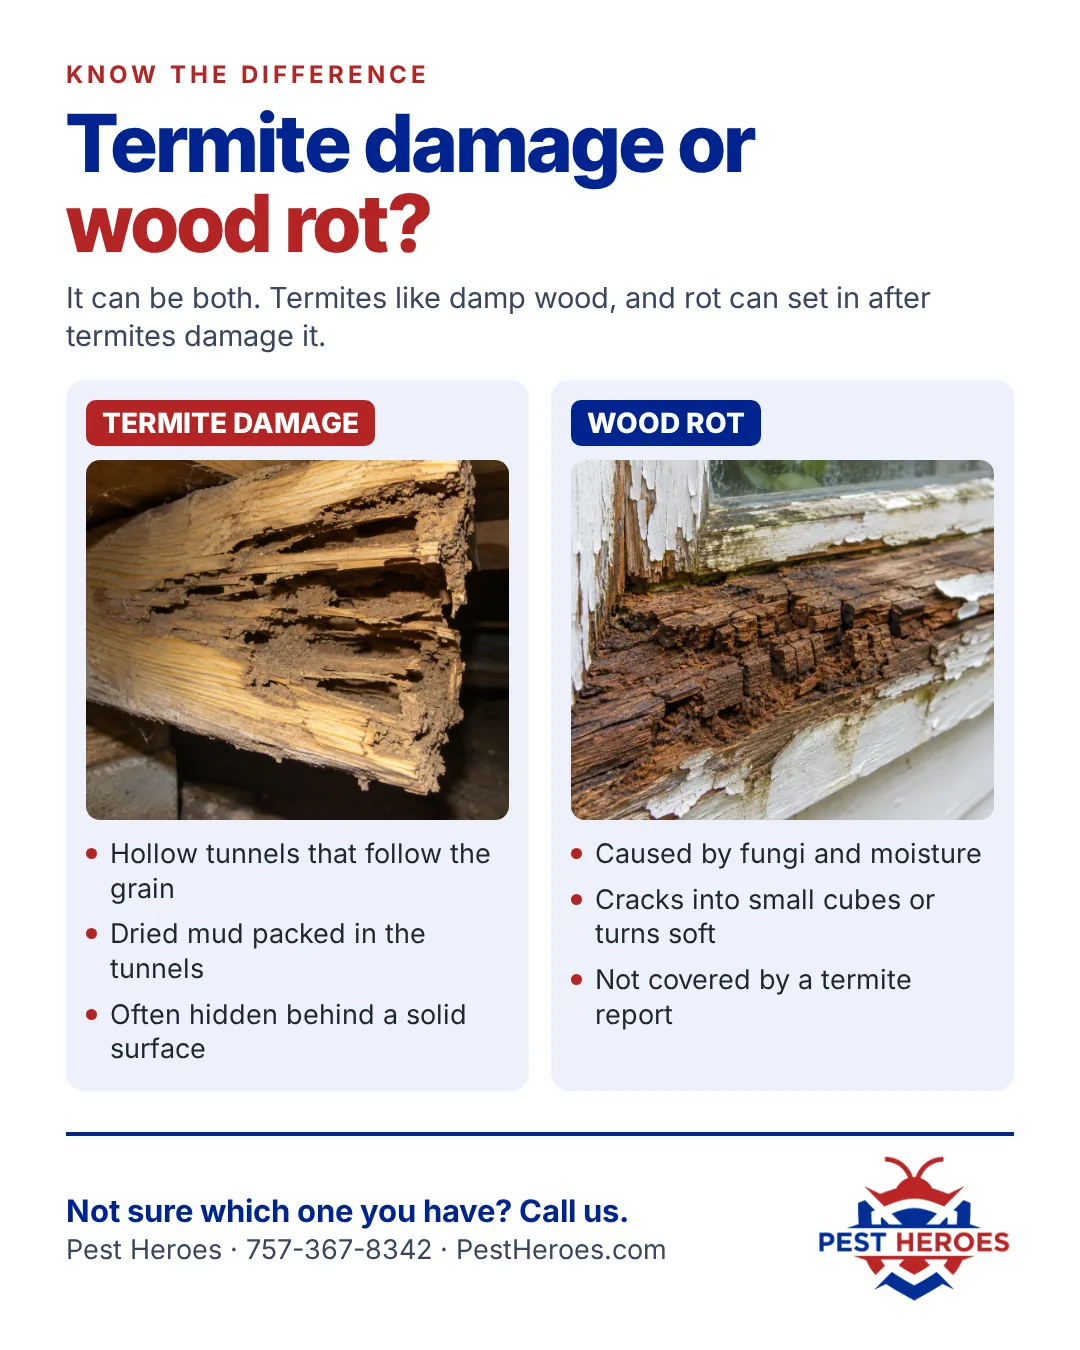 KNOW THE DIFFERENCE
Termite damage or
wood rot?
It can be both. Termites like damp wood, and rot can set in after
termites damage it.
TERMITE DAMAGE
Hollow tunnels that follow the
grain
Dried mud packed in the
tunnels
Often hidden behind a solid
surface
WOOD ROT
Caused by fungi and moisture
Cracks into small cubes or
turns soft
Not covered by a termite
report
Not sure which one you have? Call us.
Pest Heroes · 757-367-8342 · PestHeroes.com
PEST HEROES